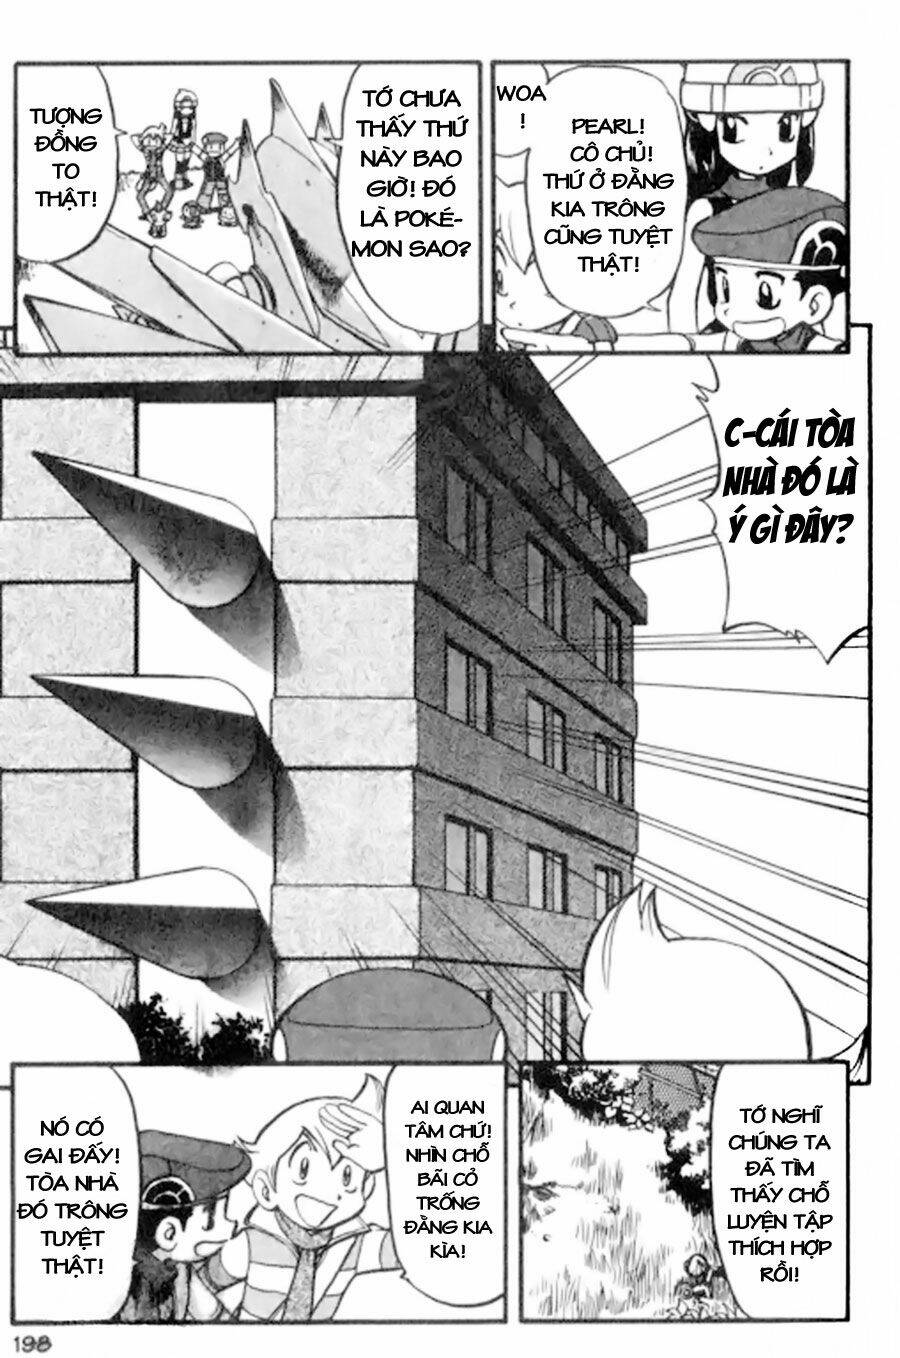 WOA
!
PEARL!
CÔ CHỦ!
THỨ Ở ĐẰNG
KIA TRÔNG
CŨNG TUYỆT
THẬT!
TỚ CHƯA
THẤY THỨ
NÀY BAO
GIỜ! ĐÓ
LÀ POKÉ-
MON SAO?
TƯỢNG
ĐỒNG
TO
THẬT!
C-CÁI TÒA
NHÀ ĐÓ LÀ
Ý GÌ ĐÂY?
TỚ NGHĨ
CHÚNG TA
ĐÃ TÌM
THẤY CHỖ
LUYỆN TẬP
THÍCH HỢP
RỒI!
AI QUAN
TÂM CHỨ!
NHÌN CHỖ
BÃI CỎ
TRỐNG
ĐẰNG KIA
KÌA!
NÓ CÓ
GAI ĐẤY!
TÒA NHÀ
ĐÓ TRÔNG
TUYỆT
THẬT!
198